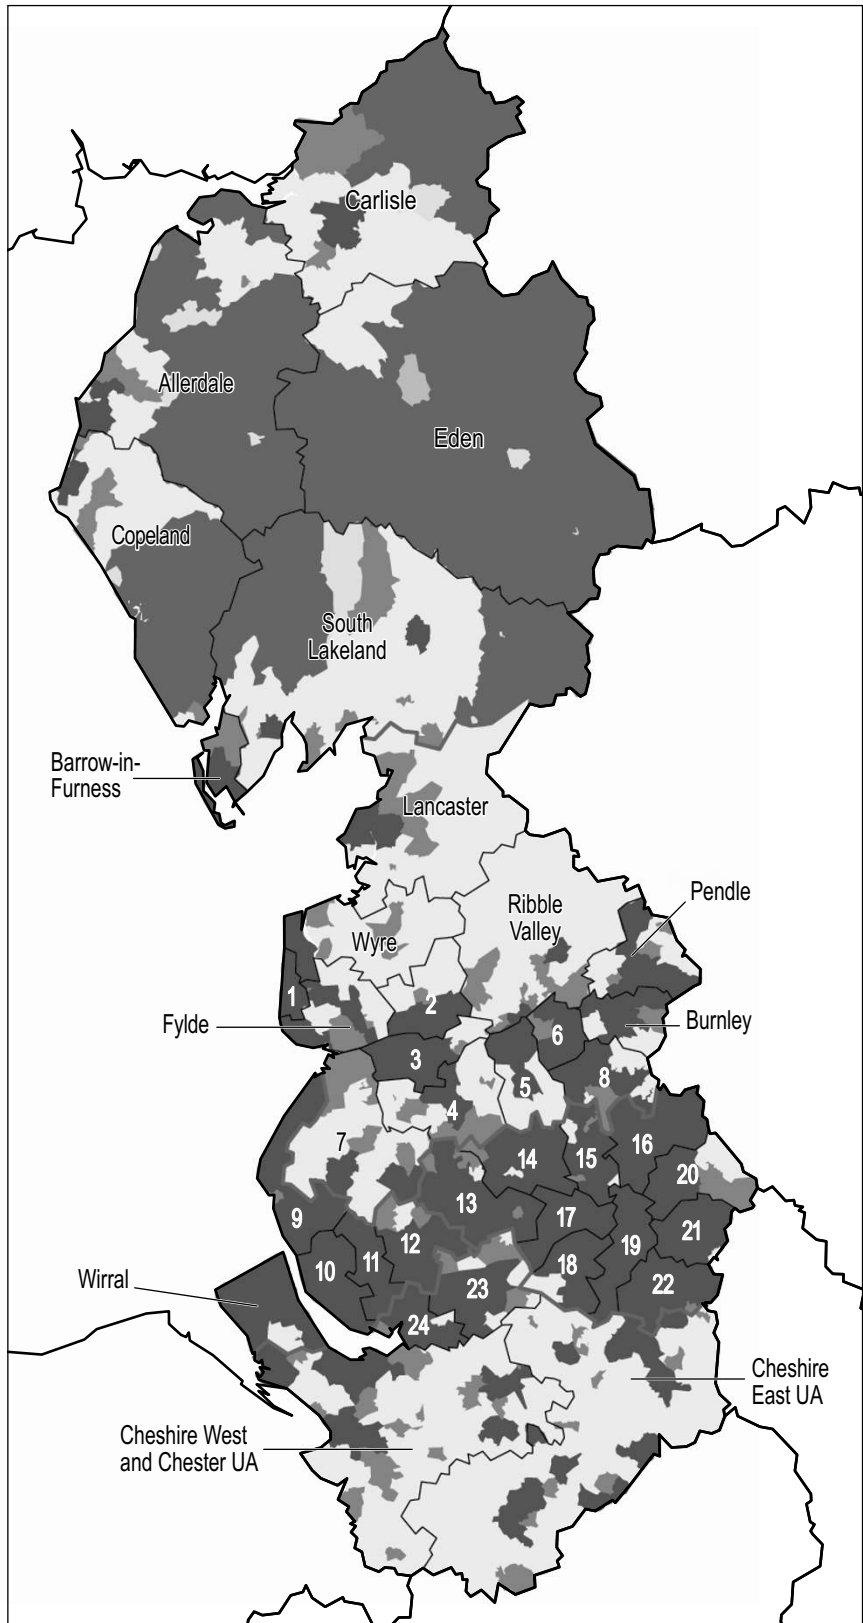 Carlisle
Allerdale
Eden
Copeland
South
Lakeland
Barrow-in-
Furness
Lancaster
Pendle
Ribble
Valley
Wyre
1
2
Fylde
Burnley
6
3
5
8
4
7
16
14
15
20
13
9
17
21
12
19
11
10
18
22
Wirral
23
24
Cheshire
East UA
Cheshire West
and Chester UA